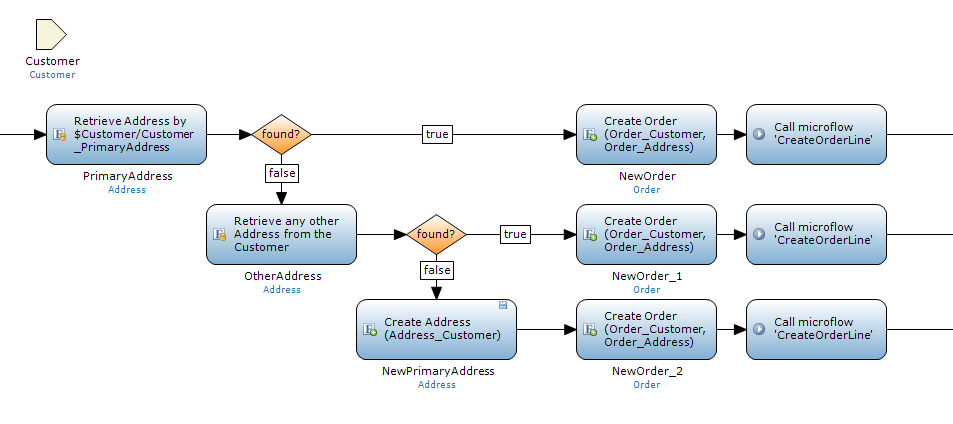 Customer
Customer
Retrieve Address by
$Customer/Customer
_PrimaryAddress
PrimaryAddress
Address
found?
true
false
Create Order
(Order_Customer,
Order_Address)
NewOrder
Order
Call microflow
'CreateOrderLine'
Retrieve any other
Address from the
Customer
OtherAddress
Address
found?
true
false
Create Order
(Order_Customer,
Order_Address)
NewOrder_1
Order
Call microflow
'CreateOrderLine'
Create Address
(Address_Customer)
NewPrimaryAddress
Address
Create Order
(Order_Customer,
Order_Address)
NewOrder_2
Order
Call microflow
'CreateOrderLine'